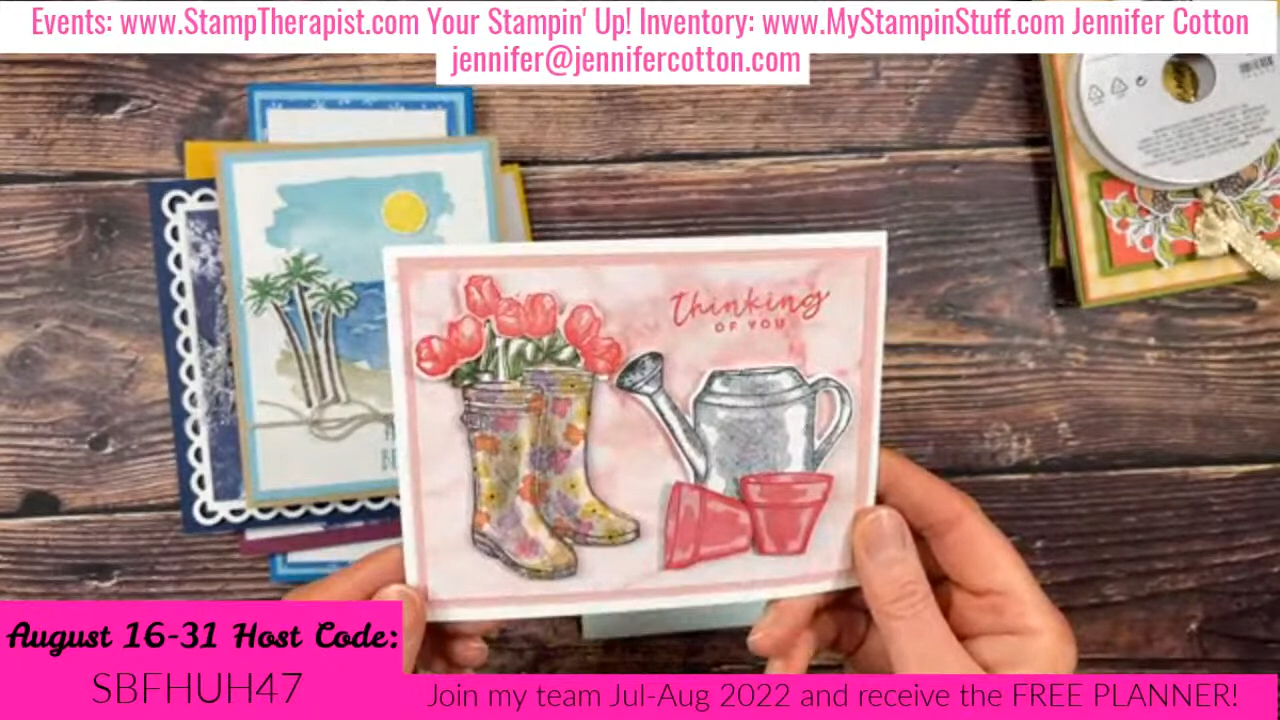 Events: www.StampTherapist.com Your Stampin' Up! Inventory: www.MyStampinStuff.com Jennifer Cotton
jennifer@jennifercotton.com
Thinking
OF YOU
August 16-31 Host Code:
SBFHUH47
Join my team Jul-Aug 2022 and receive the FREE PLANNER!